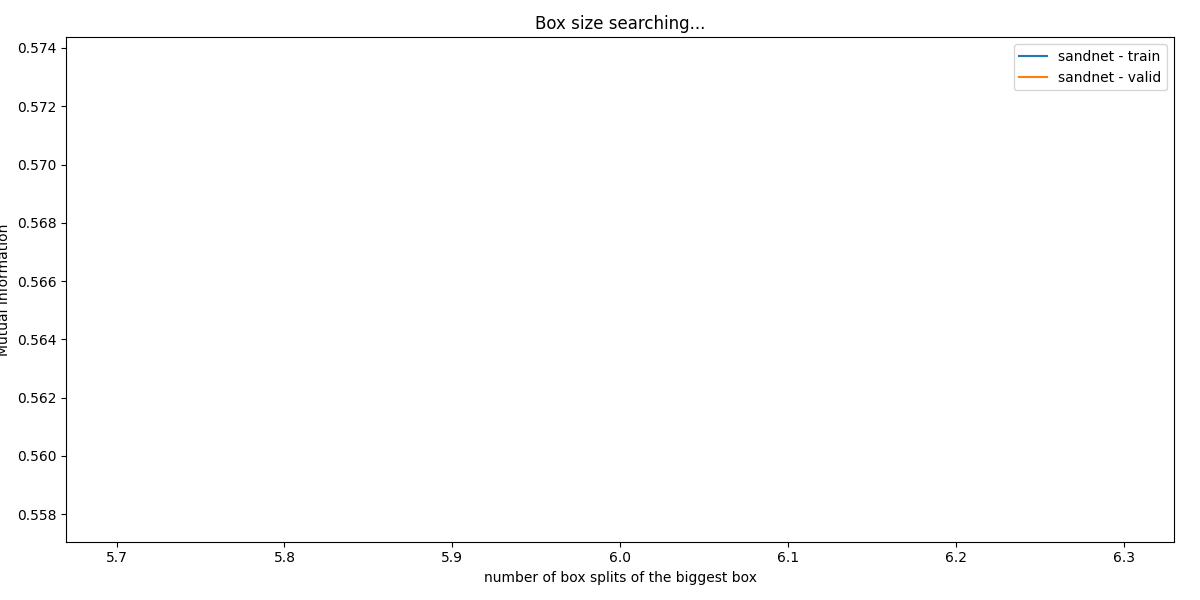 Box size searching...
sandnet - train
sandnet - valid
0.574
0.572
0.570
0.568
0.566
0.564
0.562
0.560
0.558
Mutual information
5.7 5.8 5.9 6.0 6.1 6.2 6.3
number of box splits of the biggest box